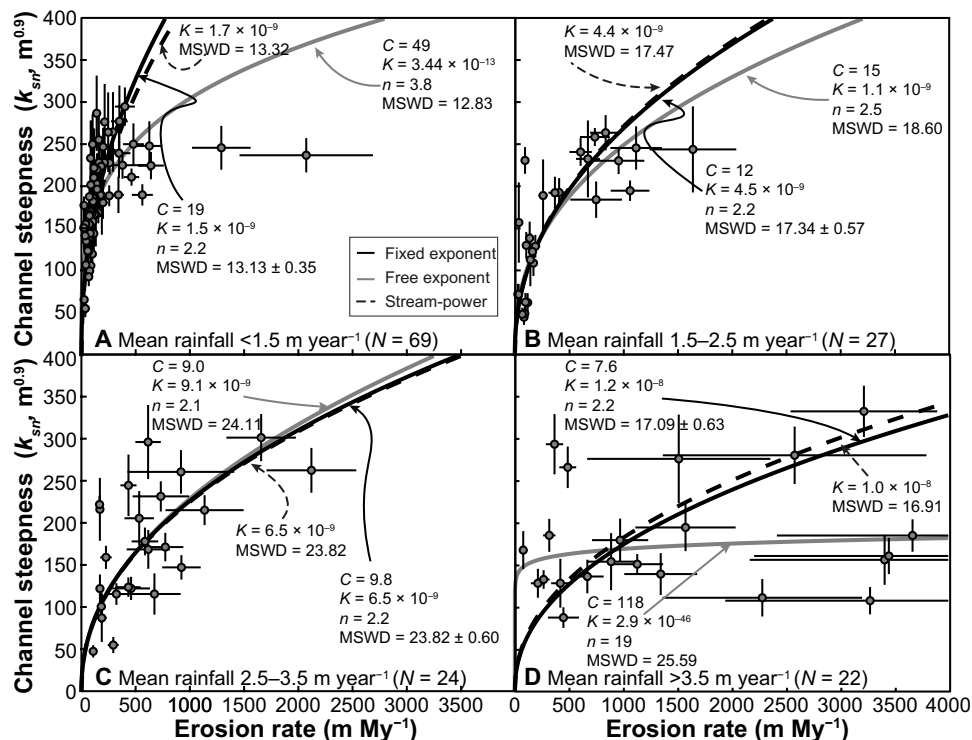 Channel steepness (ksn, m0.9)
400
350
300
250
200
150
100
50
K = 1.7 × 10–9
MSWD = 13.32
C = 49
K = 3.44 × 10–13
n = 3.8
MSWD = 12.83
C = 19
K = 1.5 × 10–9
n = 2.2
MSWD = 13.13 ± 0.35
Fixed exponent
Free exponent
Stream-power
A Mean rainfall <1.5 m year–1 (N = 69)
K = 4.4 × 10–9
MSWD = 17.47
C = 15
K = 1.1 × 10–9
n = 2.5
MSWD = 18.60
C = 12
K = 4.5 × 10–9
n = 2.2
MSWD = 17.34 ± 0.57
B Mean rainfall 1.5–2.5 m year–1 (N = 27)
Channel steepness (ksn, m0.9)
400
350
300
250
200
150
100
50
0
C = 9.0
K = 9.1 × 10–9
n = 2.1
MSWD = 24.11
K = 6.5 × 10–9
MSWD = 23.82
C = 9.8
K = 6.5 × 10–9
n = 2.2
MSWD = 23.82 ± 0.60
C Mean rainfall 2.5–3.5 m year–1 (N = 24)
0 500 1000 1500 2000 2500 3000 3500
Erosion rate (m My–1)
C = 7.6
K = 1.2 × 10–8
n = 2.2
MSWD = 17.09 ± 0.63
K = 1.0 × 10–8
MSWD = 16.91
C = 118
K = 2.9 × 10–46
n = 19
MSWD = 25.59
D Mean rainfall >3.5 m year–1 (N = 22)
0 500 1000 1500 2000 2500 3000 3500 4000
Erosion rate (m My–1)